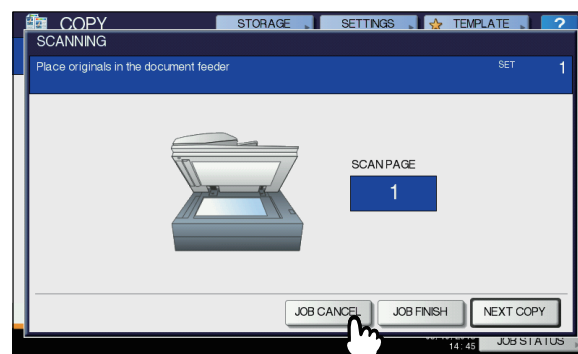 COPY
STORAGE
SETTINGS
TEMPLATE
?
SCANNING
Place originals in the document feeder
SET
1
SCAN PAGE
1
JOB CANCEL
JOB FINISH
NEXT COPY
14:45
JOB STATUS